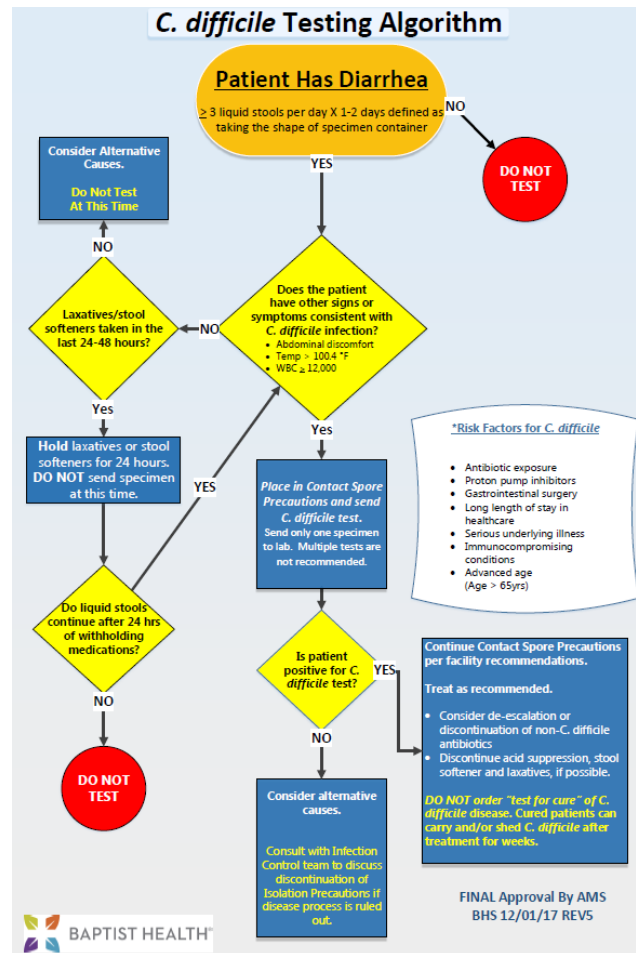 C. difficile Testing Algorithm
Patient Has Diarrhea
≥ 3 liquid stools per day X 1-2 days defined as
taking the shape of specimen container
NO
DO NOT
TEST
YES
Consider Alternative
Causes.
Do Not Test
At This Time
NO
Laxatives/stool
softeners taken in the
last 24-48 hours?
NO
Does the patient
have other signs or
symptoms consistent with
C. difficile infection?
• Abdominal discomfort
• Temp > 100.4 °F
• WBC ≥ 12,000
Yes
Hold laxatives or stool
softeners for 24 hours.
DO NOT send specimen
at this time.
YES
Do liquid stools
continue after 24 hrs
of withholding
medications?
NO
DO NOT
TEST
Yes
Place in Contact Spore
Precautions and send
C. difficile test.
Send only one specimen
to lab. Multiple tests are
not recommended.
*Risk Factors for C. difficile
• Antibiotic exposure
• Proton pump inhibitors
• Gastrointestinal surgery
• Long length of stay in
healthcare
• Serious underlying illness
• Immunocompromising
conditions
• Advanced age
(Age > 65yrs)
Is patient
positive for C.
difficile test?
YES
Continue Contact Spore Precautions
per facility recommendations.
Treat as recommended.
• Consider de-escalation or
discontinuation of non-C. difficile
antibiotics
• Discontinue acid suppression, stool
softener and laxatives, if possible.
DO NOT order "test for cure" of C.
difficile disease. Cured patients can
carry and/or shed C. difficile after
treatment for weeks.
NO
Consider alternative
causes.
Consult with Infection
Control team to discuss
discontinuation of
Isolation Precautions if
disease process is ruled
out.
FINAL Approval By AMS
BHS 12/01/17 REV5
BAPTIST HEALTH®